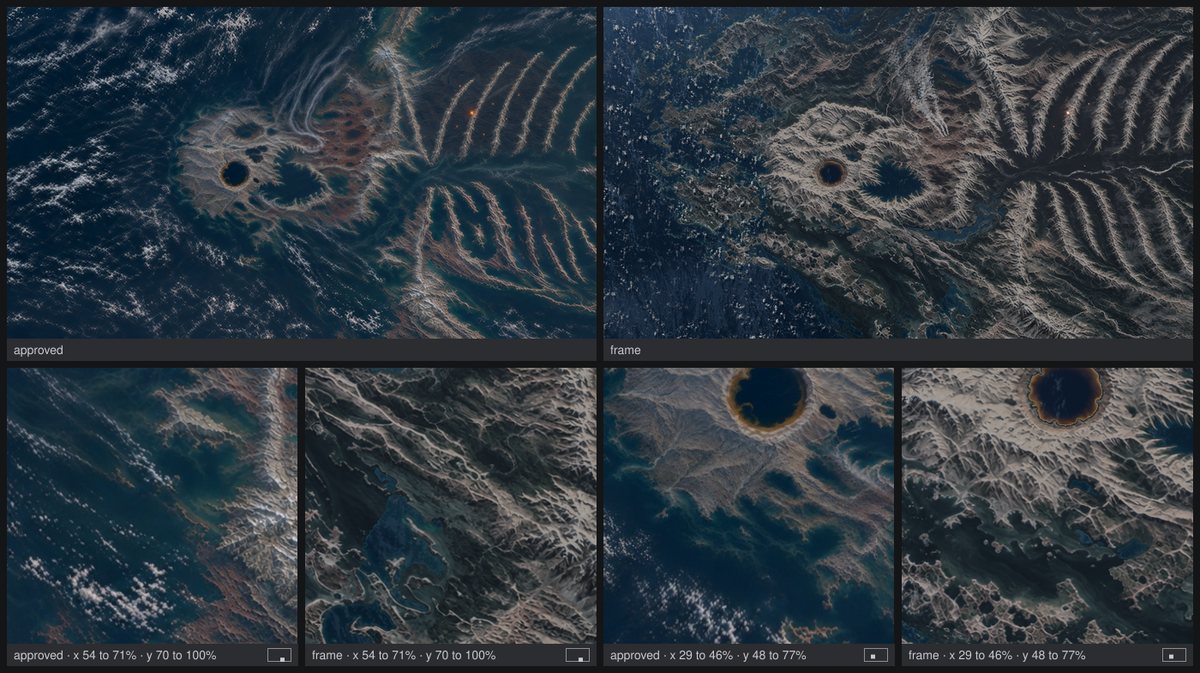 approved
frame
approved · x 54 to 71% · y 70 to 100%
frame · x 54 to 71% · y 70 to 100%
approved · x 29 to 46% · y 48 to 77%
frame · x 29 to 46% · y 48 to 77%